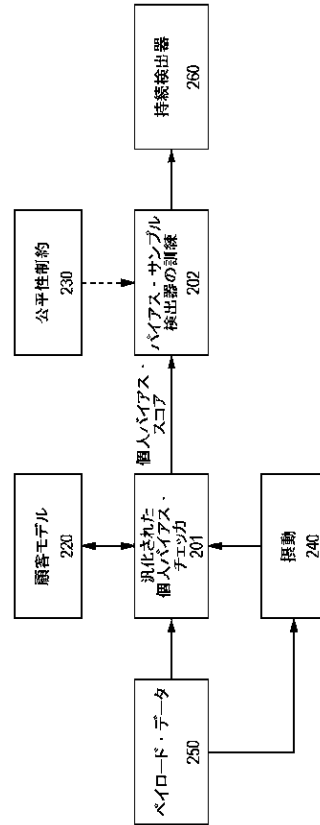 顧客モデル
220
公平性制約
230
ペイロード・データ
250
汎化された
個人バイアス・
チェッカ
201
個人バイアス・
スコア
バイアス・サンプル
検出器の訓練
202
持続検出器
260
摂動
240